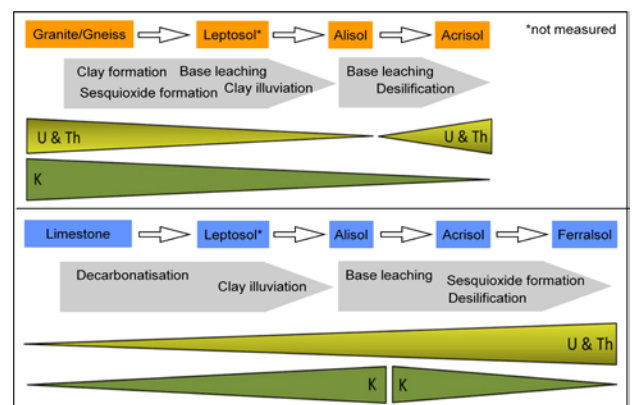 Granite/Gneiss Leptosol* Alisol Acrisol *not measured
Clay formation Base leaching Base leaching
Sesquioxide formation Clay illuviation Desilification
U & Th U & Th
K
Limestone Leptosol* Alisol Acrisol Ferralsol
Decarbonatisation Base leaching Sesquioxide formation
Clay illuviation Desilification
U & Th
K K